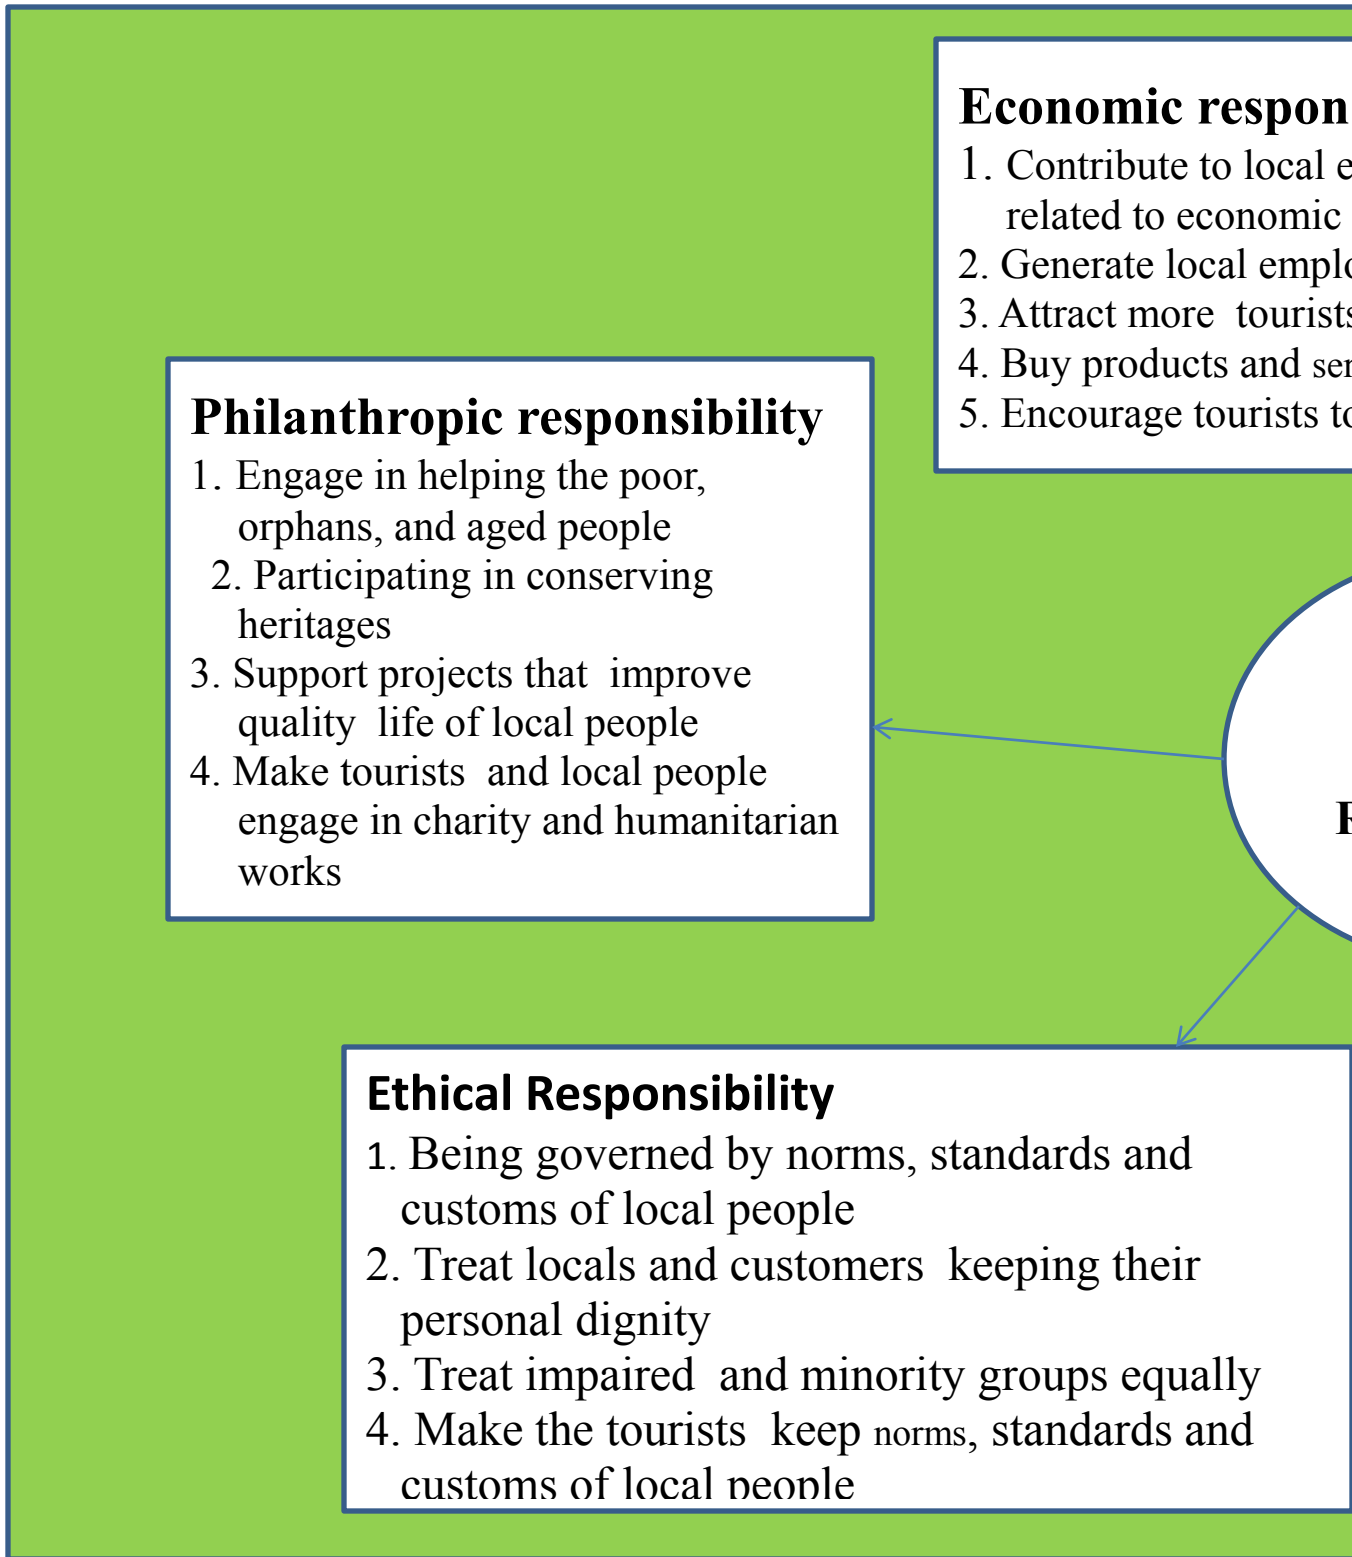 Economic respon
1. Contribute to local e
related to economic
2. Generate local emplo
3. Attract more tourists
4. Buy products and ser
5. Encourage tourists to
Philanthropic responsibility
1. Engage in helping the poor,
orphans, and aged people
2. Participating in conserving
heritages
3. Support projects that improve
quality life of local people
4. Make tourists and local people
engage in charity and humanitarian
works
R
Ethical Responsibility
1. Being governed by norms, standards and
customs of local people
2. Treat locals and customers keeping their
personal dignity
3. Treat impaired and minority groups equally
4. Make the tourists keep norms, standards and
customs of local people